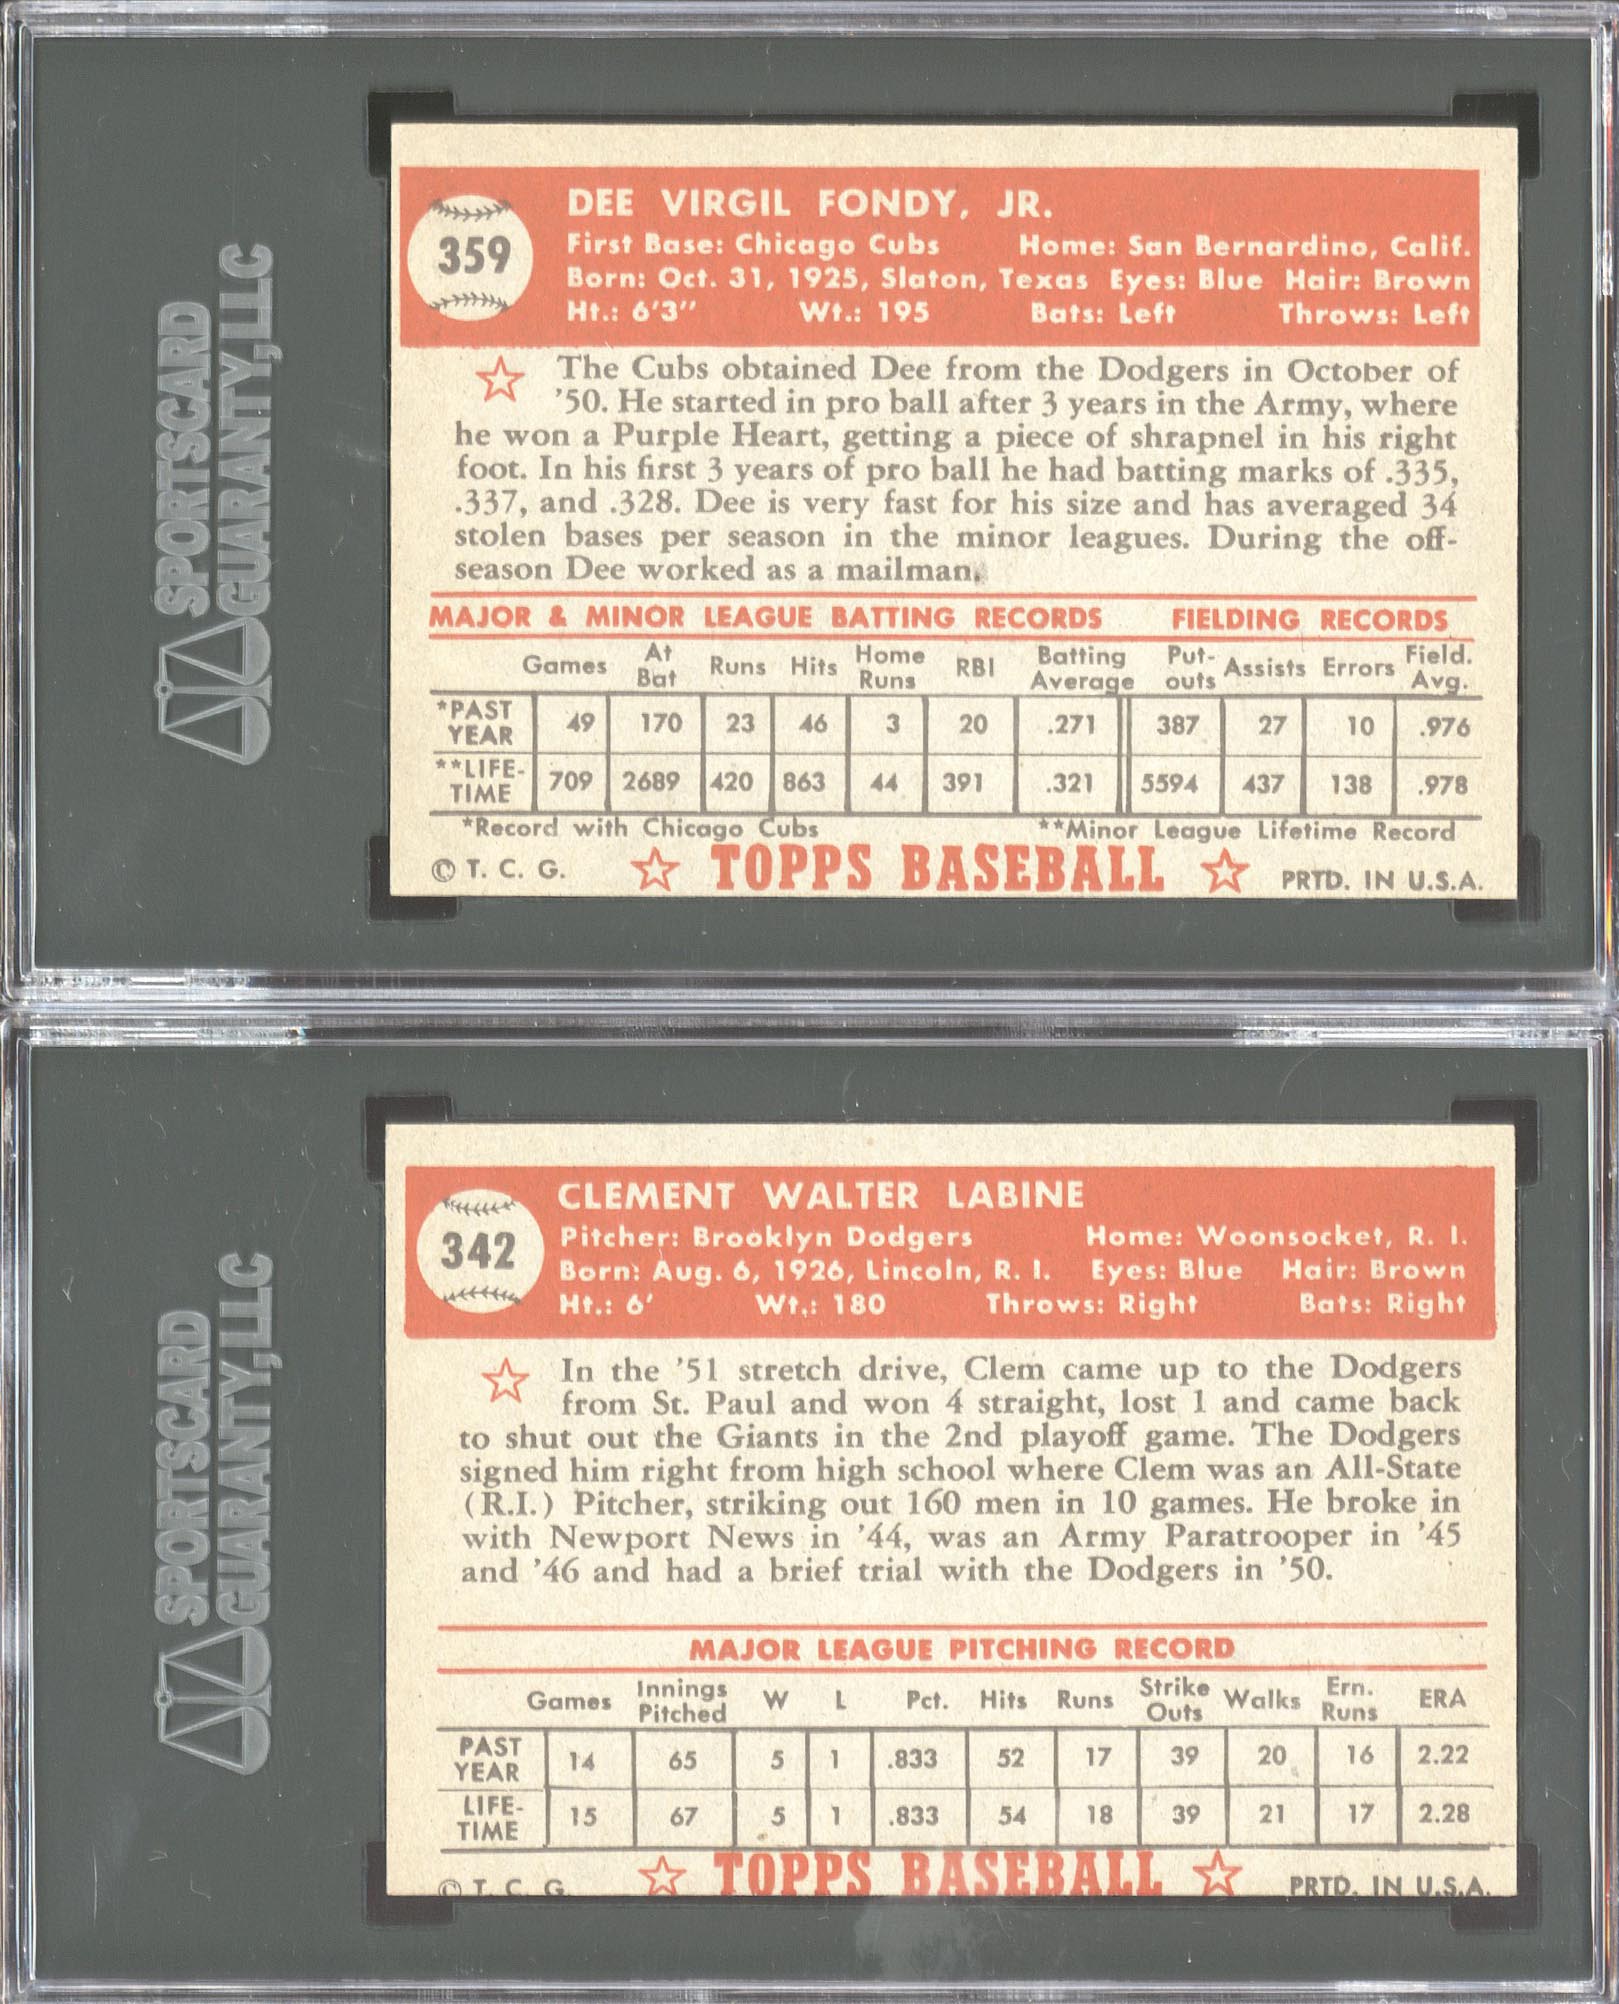 SPORTSCARD
GUARANTY,LLC
359
DEE VIRGIL FONDY, JR.
First Base: Chicago Cubs Home: San Bernardino, Calif.
Born: Oct. 31, 1925, Slaton, Texas Eyes: Blue Hair: Brown
Ht.: 6'3" Wt.: 195 Bats: Left Throws: Left
The Cubs obtained Dee from the Dodgers in October of
'50. He started in pro ball after 3 years in the Army, where
he won a Purple Heart, getting a piece of shrapnel in his right
foot. In his first 3 years of pro ball he had batting marks of .335,
.337, and .328. Dee is very fast for his size and has averaged 34
stolen bases per season in the minor leagues. During the off-
season Dee worked as a mailman.
MAJOR & MINOR LEAGUE BATTING RECORDS FIELDING RECORDS
Games At Bat Runs Hits Home Runs RBI Batting Average Put-outs Assists Errors Field. Avg.
*PAST YEAR 49 170 23 46 3 20 .271 387 27 10 .976
**LIFE-TIME 709 2689 420 863 44 391 .321 5594 437 138 .978
*Record with Chicago Cubs **Minor League Lifetime Record
© T. C. G. ☆ TOPPS BASEBALL ☆ PRTD. IN U.S.A.
SPORTSCARD
GUARANTY,LLC
342
CLEMENT WALTER LABINE
Pitcher: Brooklyn Dodgers Home: Woonsocket, R. I.
Born: Aug. 6, 1926, Lincoln, R. I. Eyes: Blue Hair: Brown
Ht.: 6' Wt.: 180 Throws: Right Bats: Right
In the '51 stretch drive, Clem came up to the Dodgers
from St. Paul and won 4 straight, lost 1 and came back
to shut out the Giants in the 2nd playoff game. The Dodgers
signed him right from high school where Clem was an All-State
(R.I.) Pitcher, striking out 160 men in 10 games. He broke in
with Newport News in '44, was an Army Paratrooper in '45
and '46 and had a brief trial with the Dodgers in '50.
MAJOR LEAGUE PITCHING RECORD
Games Innings Pitched W L Pct. Hits Runs Strike Outs Walks Ern. Runs ERA
PAST YEAR 14 65 5 1 .833 52 17 39 20 16 2.22
LIFE-TIME 15 67 5 1 .833 54 18 39 21 17 2.28
© T. C. G. ☆ TOPPS BASEBALL ☆ PRTD. IN U.S.A.